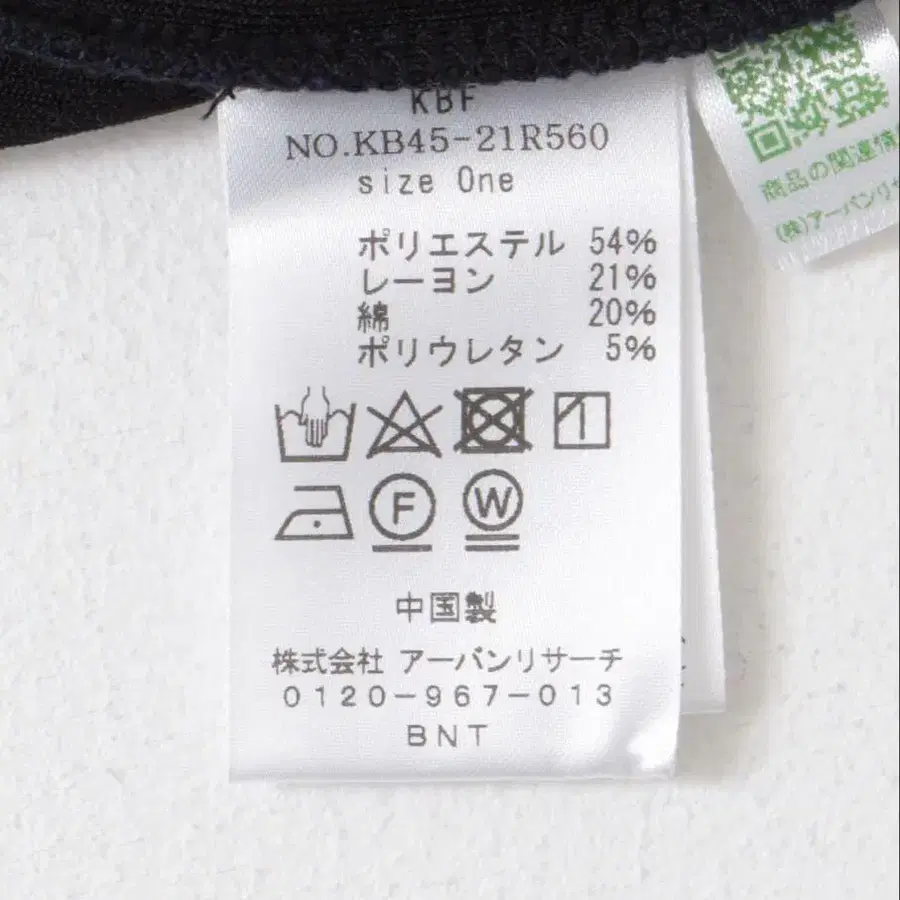 KBF
NO.KB45-21R560
size One
ポリエステル 54%
レーヨン 21%
綿 20%
ポリウレタン 5%
F
W
中国製
株式会社 アーバンリサーチ
0120-967-013
BNT
商品の関連情
(株)アーバンリサ